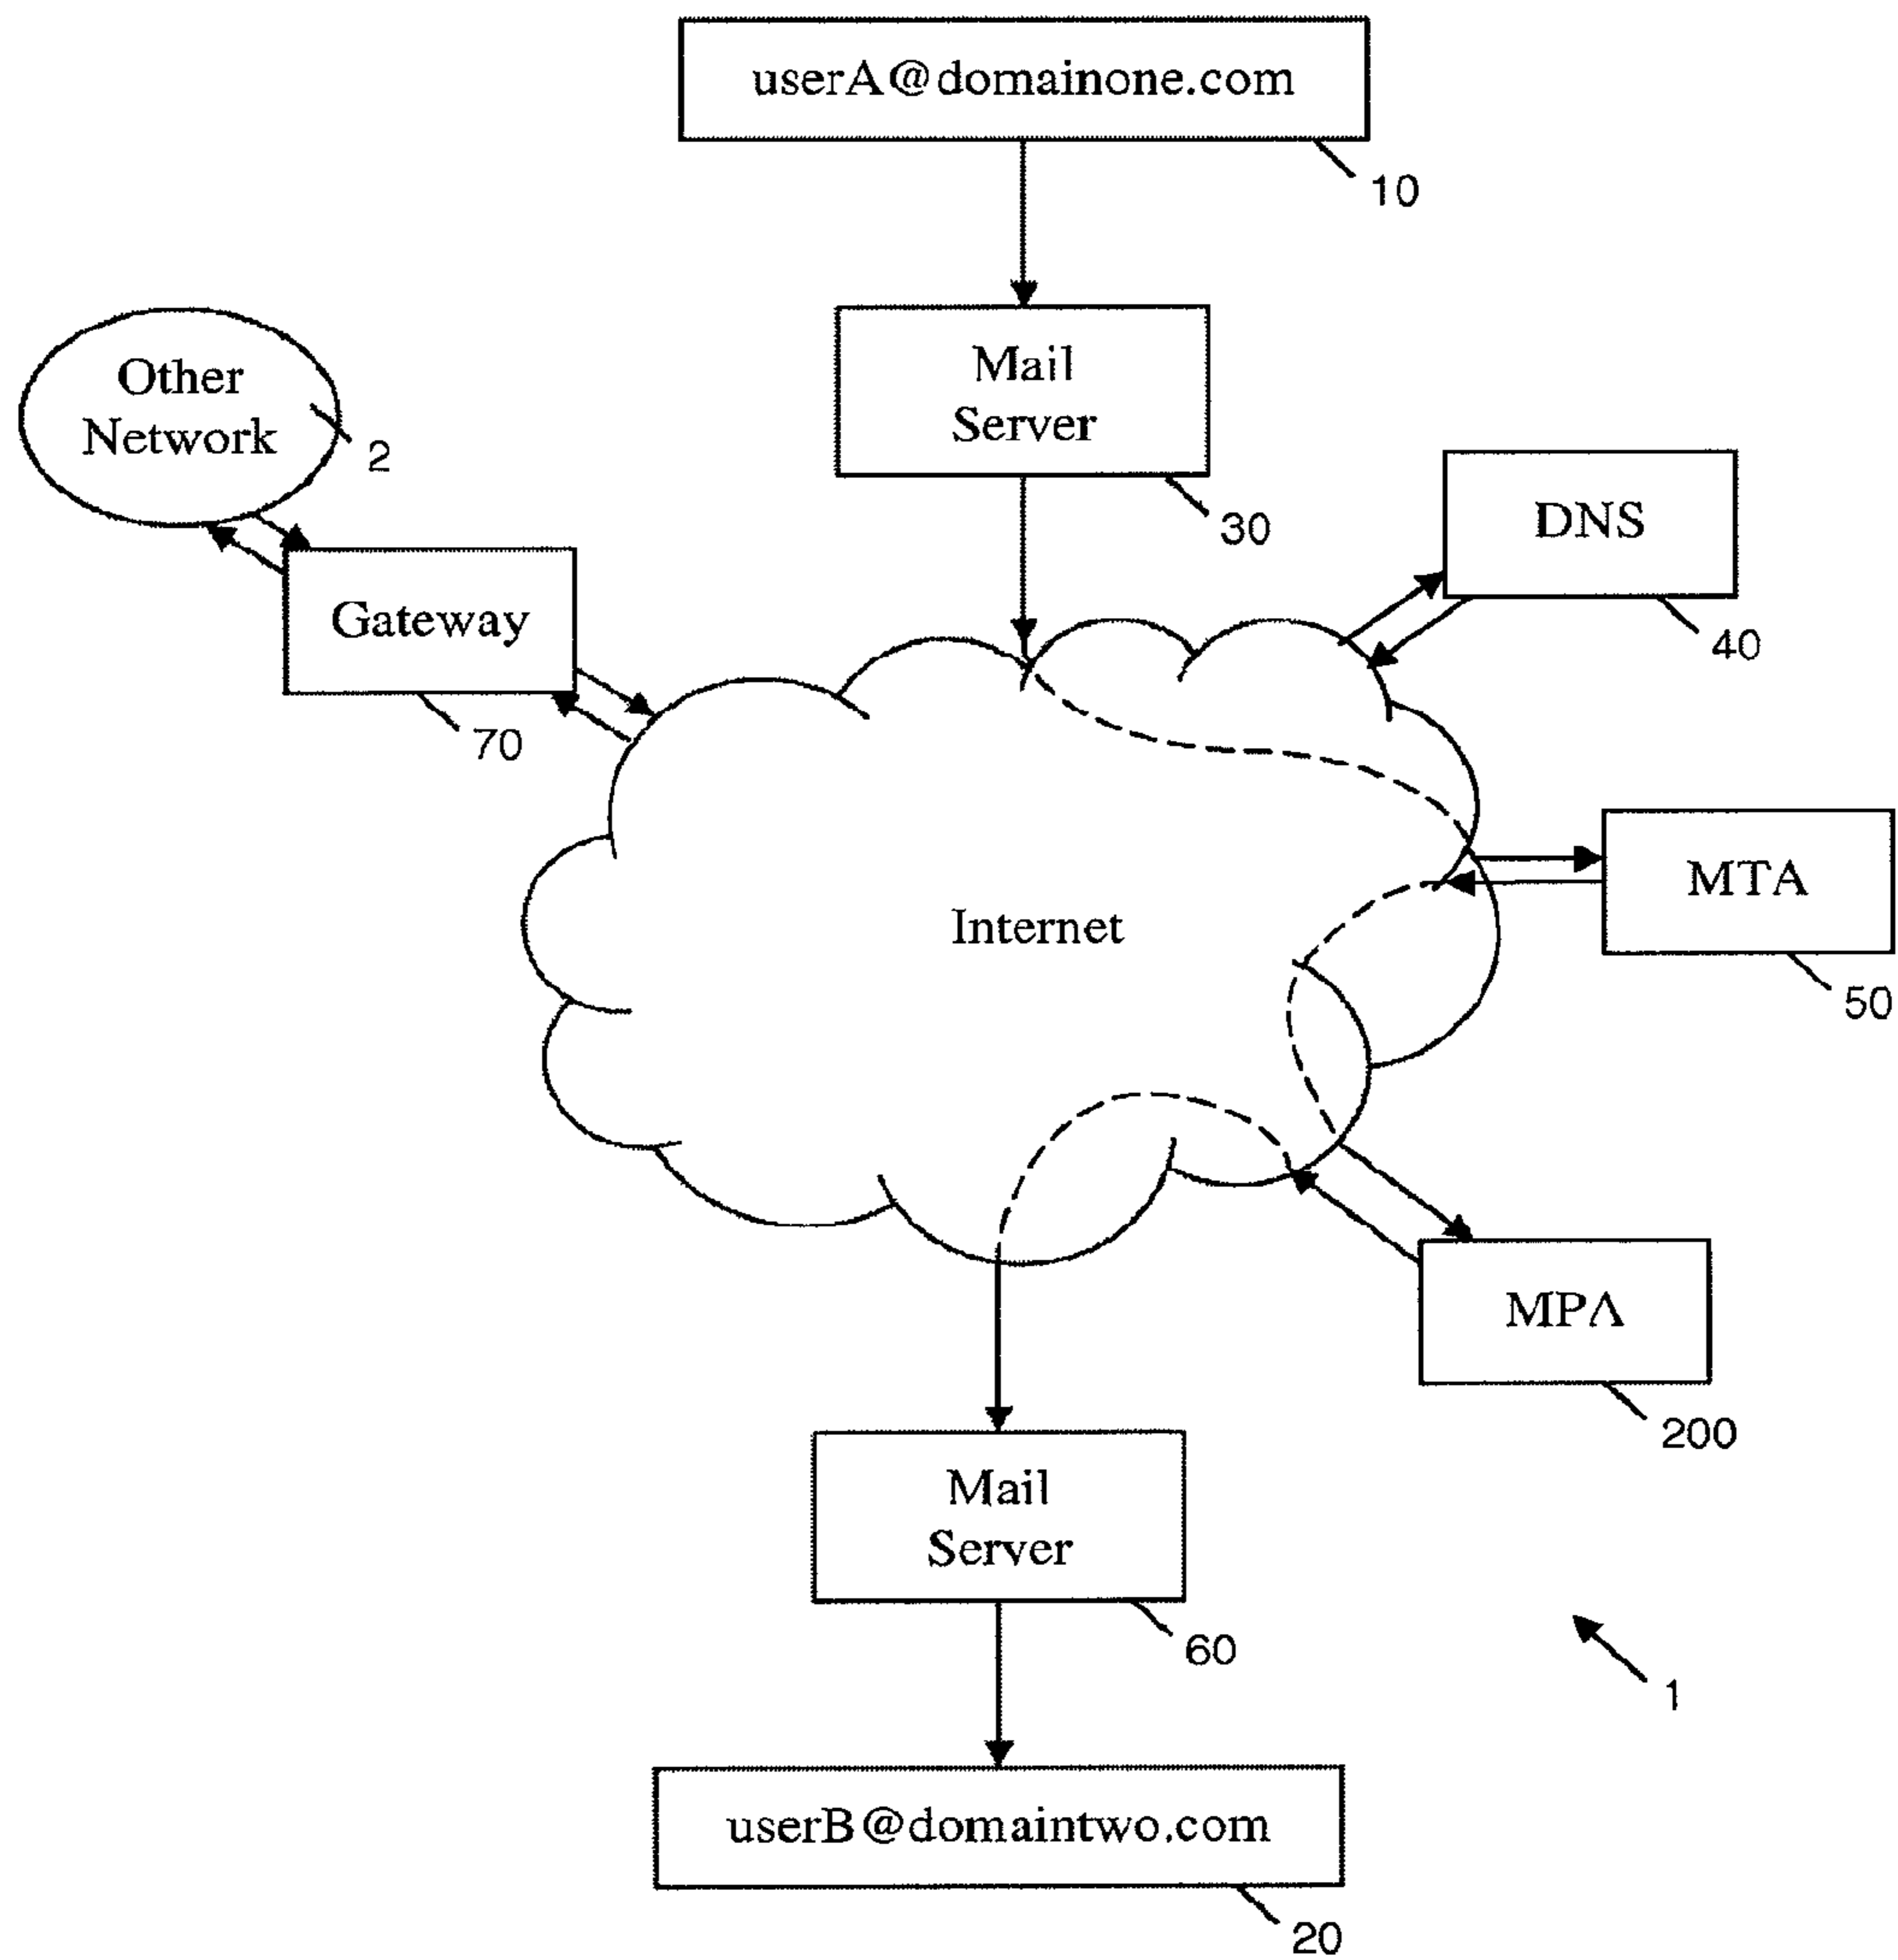 userA@domainone.com
10
Other
Network
2
Mail
Server
30
DNS
40
Gateway
70
MTA
50
Internet
MPA
200
Mail
Server
60
1
userB@domaintwo.com
20